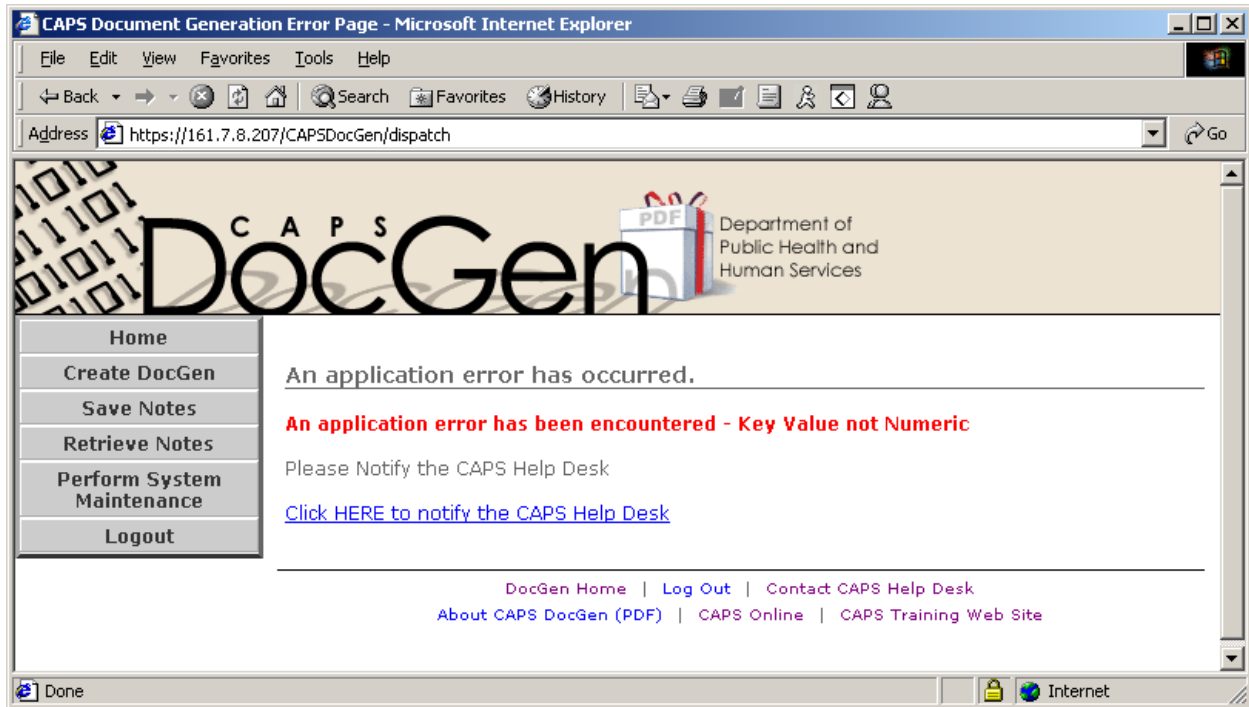 CAPS Document Generation Error Page - Microsoft Internet Explorer
File Edit View Favorites Tools Help
Back Search Favorites History
Address https://161.7.8.207/CAPSDocGen/dispatch Go
1010
11101
01110
01011
01010
CAPS
DocGen
PDF
Department of
Public Health and
Human Services
Home
Create DocGen
Save Notes
Retrieve Notes
Perform System
Maintenance
Logout
An application error has occurred.
An application error has been encountered - Key Value not Numeric
Please Notify the CAPS Help Desk
Click HERE to notify the CAPS Help Desk
DocGen Home | Log Out | Contact CAPS Help Desk
About CAPS DocGen (PDF) | CAPS Online | CAPS Training Web Site
Done Internet